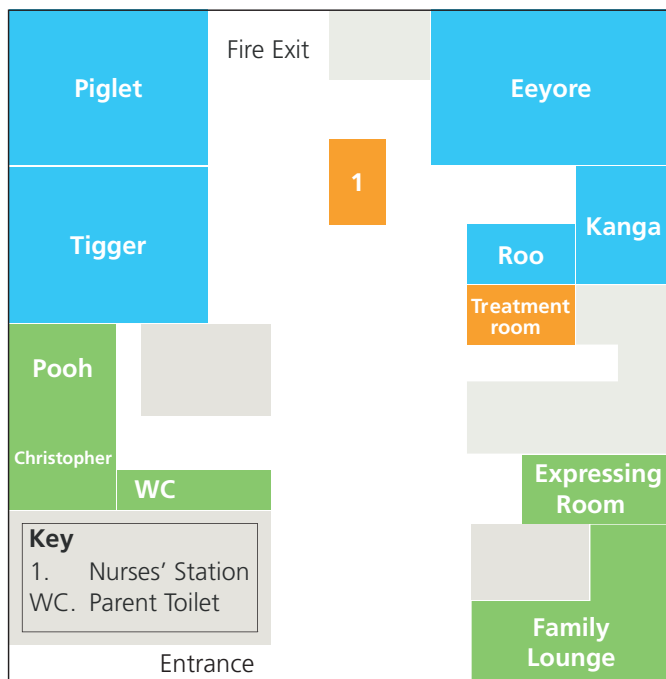 Piglet
Fire Exit
Eeyore
1
Tigger
Kanga
Roo
Treatment
room
Pooh
Christopher
WC
Expressing
Room
Key
1. Nurses’ Station
WC. Parent Toilet
Family
Lounge
Entrance